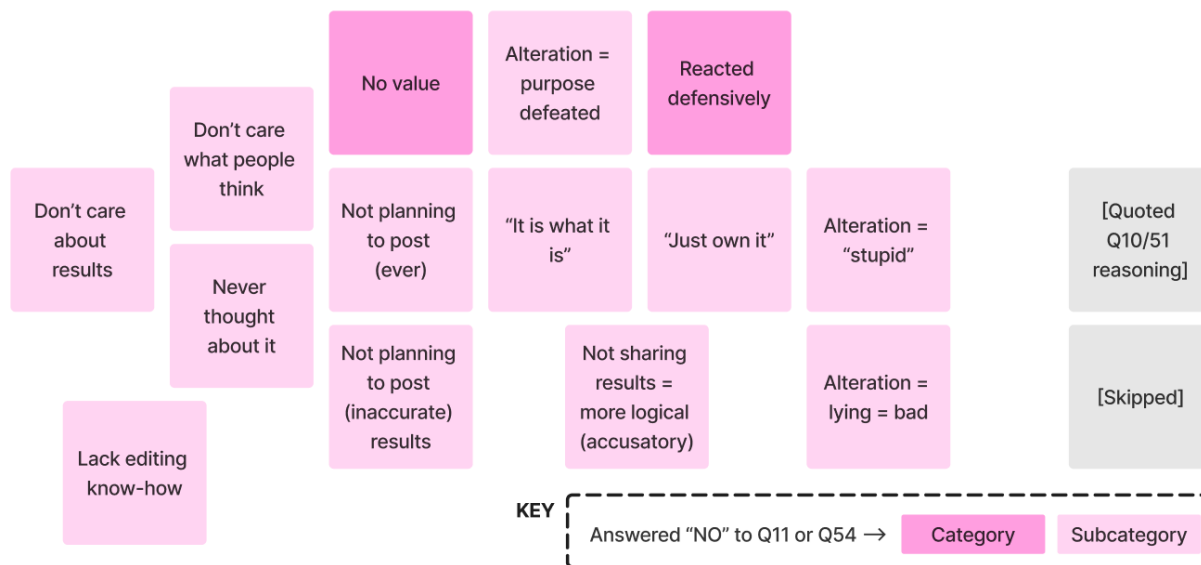 No value
Alteration =
purpose
defeated
Reacted
defensively
Don’t care
what people
think
Don’t care
about
results
Not planning
to post
(ever)
“It is what it
is”
“Just own it”
Alteration =
“stupid”
[Quoted
Q10/51
reasoning]
Never
thought
about it
Not planning
to post
(inaccurate)
results
Not sharing
results =
more logical
(accusatory)
Alteration =
lying = bad
[Skipped]
Lack editing
know-how
KEY
Answered “NO” to Q11 or Q54 →
Category
Subcategory